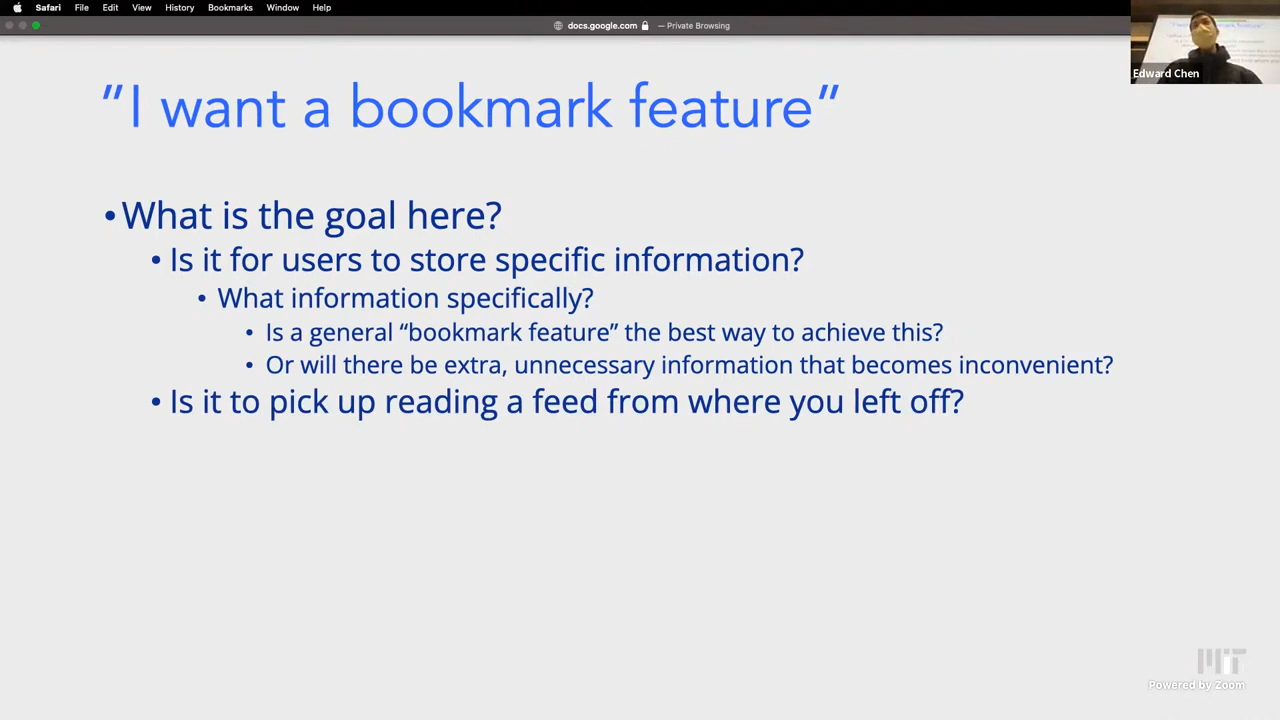 Safari File Edit View History Bookmarks Window Help
docs.google.com — Private Browsing
Edward Chen
"I want a bookmark feature"
• What is the goal here?
• Is it for users to store specific information?
• What information specifically?
• Is a general “bookmark feature” the best way to achieve this?
• Or will there be extra, unnecessary information that becomes inconvenient?
• Is it to pick up reading a feed from where you left off?
MIT
Powered by Zoom